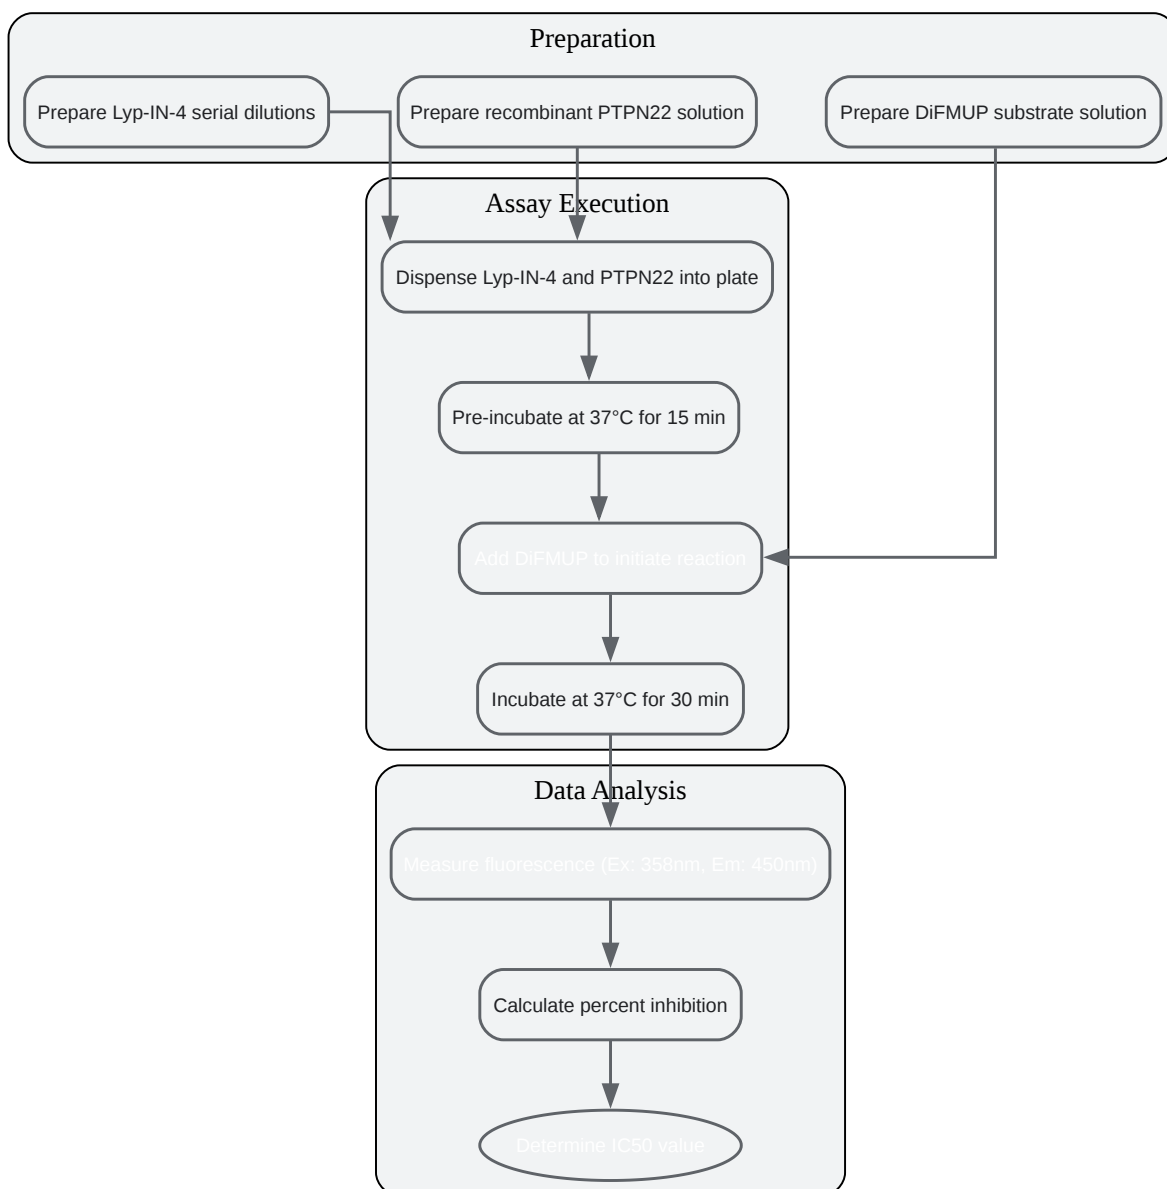 Preparation
Prepare Lyp-IN-4 serial dilutions
Prepare recombinant PTPN22 solution
Prepare DiFMUP substrate solution
Assay Execution
Dispense Lyp-IN-4 and PTPN22 into plate
Pre-incubate at 37°C for 15 min
Add DiFMUP to initiate reaction
Incubate at 37°C for 30 min
Data Analysis
Measure fluorescence (Ex: 358nm, Em: 450nm)
Calculate percent inhibition
Determine IC50 value